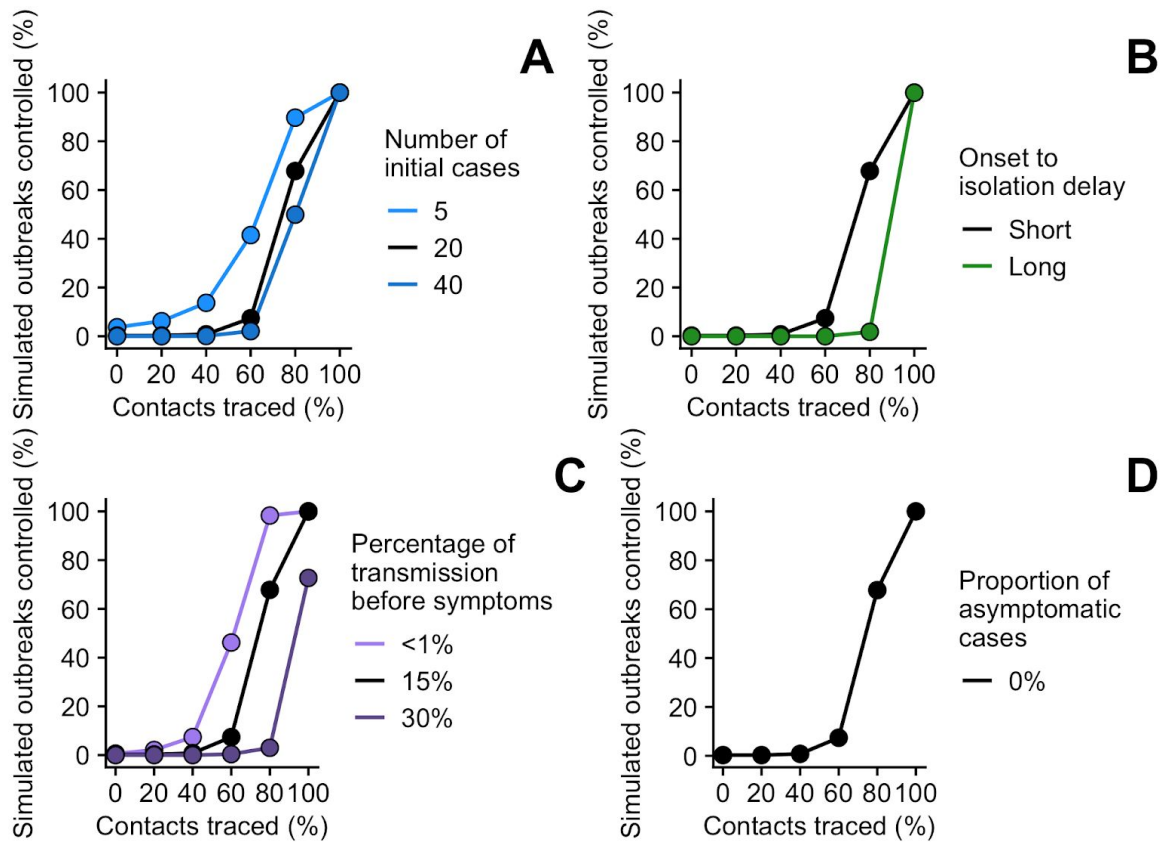 A
Simulated outbreaks controlled (%)
100
80
60
40
20
0
0 20 40 60 80 100
Contacts traced (%)
Number of
initial cases
5
20
40
B
Simulated outbreaks controlled (%)
100
80
60
40
20
0
0 20 40 60 80 100
Contacts traced (%)
Onset to
isolation delay
Short
Long
C
Simulated outbreaks controlled (%)
100
80
60
40
20
0
0 20 40 60 80 100
Contacts traced (%)
Percentage of
transmission
before symptoms
<1%
15%
30%
D
Simulated outbreaks controlled (%)
100
80
60
40
20
0
0 20 40 60 80 100
Contacts traced (%)
Proportion of
asymptomatic
cases
0%